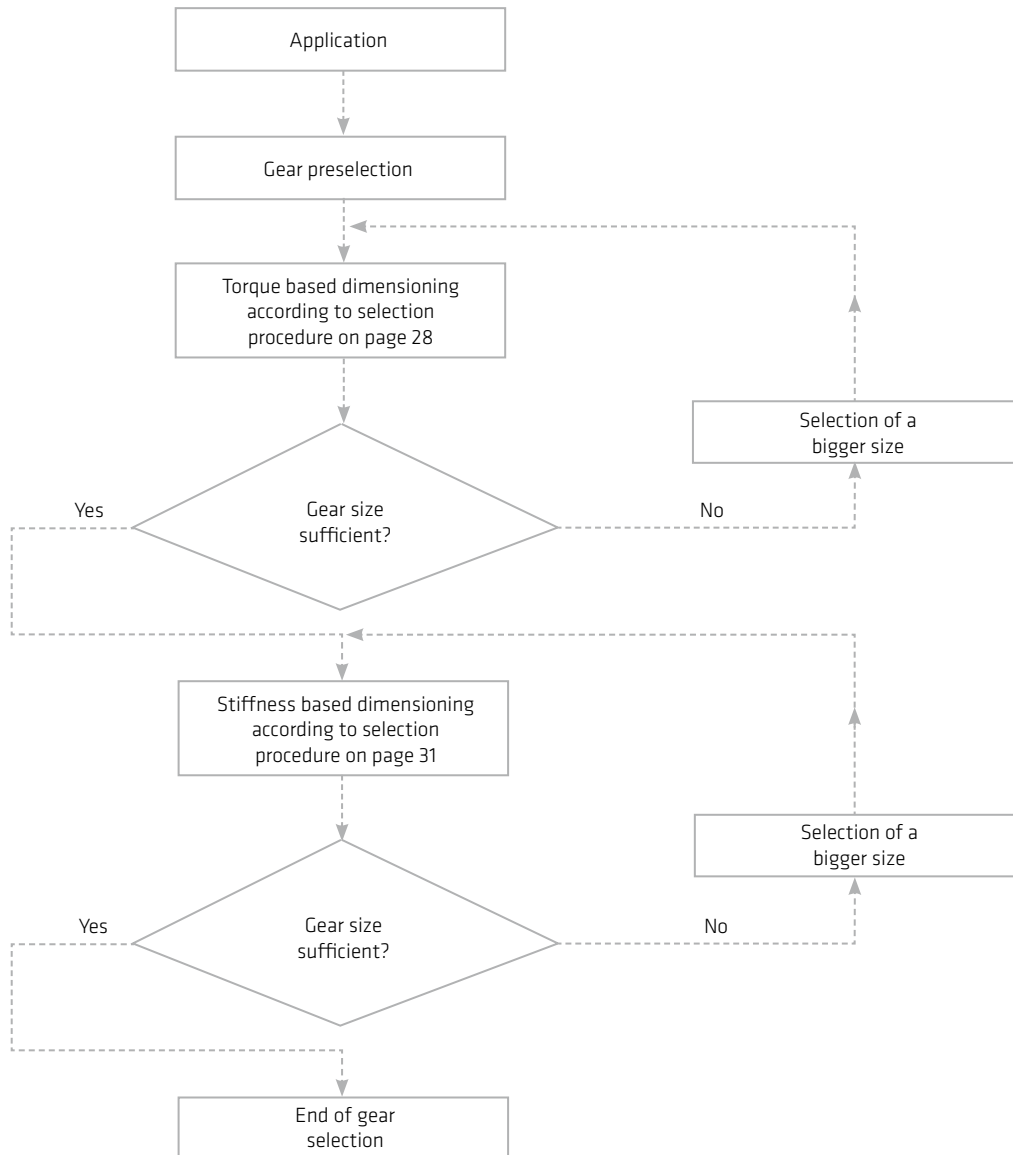 Application
Gear preselection
Torque based dimensioning
according to selection
procedure on page 28
Selection of a
bigger size
Yes
Gear size
sufficient?
No
Stiffness based dimensioning
according to selection
procedure on page 31
Selection of a
bigger size
Yes
Gear size
sufficient?
No
End of gear
selection